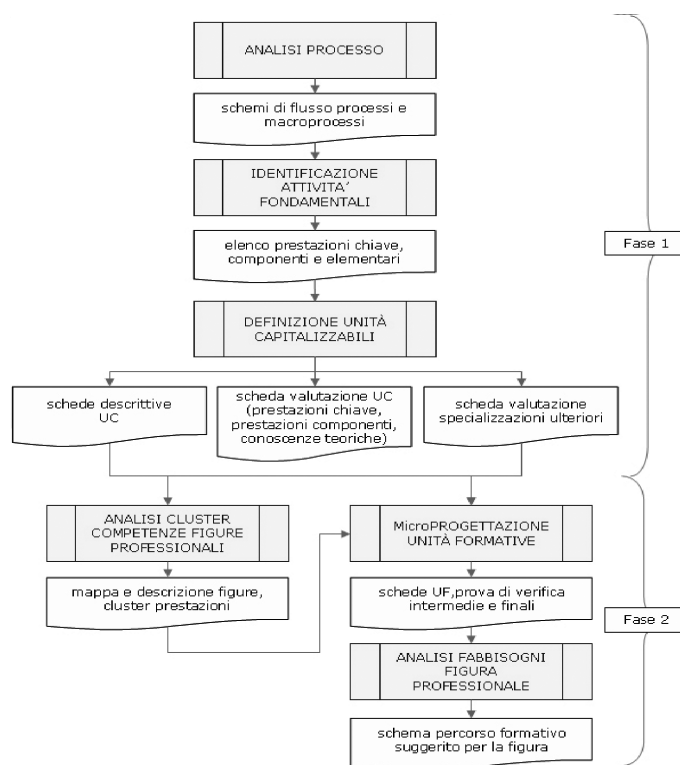 ANALISI PROCESSO
schemi di flusso processi e
macroprocessi
IDENTIFICAZIONE
ATTIVITA'
FONDAMENTALI
elenco prestazioni chiave,
componenti e elementari
Fase 1
DEFINIZIONE UNITÀ
CAPITALIZZABILI
schede descrittive
UC
scheda valutazione UC
(prestazioni chiave,
prestazioni componenti,
conoscenze teoriche)
scheda valutazione
specializzazioni ulteriori
ANALISI CLUSTER
COMPETENZE FIGURE
PROFESSIONALI
MicroPROGETTAZIONE
UNITÀ FORMATIVE
mappa e descrizione figure,
cluster prestazioni
schede UF,prova di verifica
intermedie e finali
Fase 2
ANALISI FABBISOGNI
FIGURA
PROFESSIONALE
schema percorso formativo
suggerito per la figura